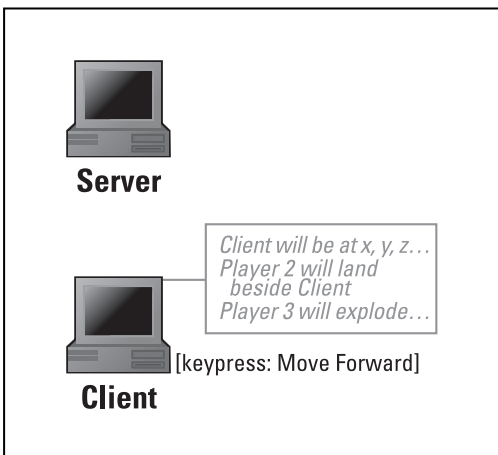 Server
Client will be at x, y, z…
Player 2 will land
beside Client
Player 3 will explode…
[keypress: Move Forward]
Client